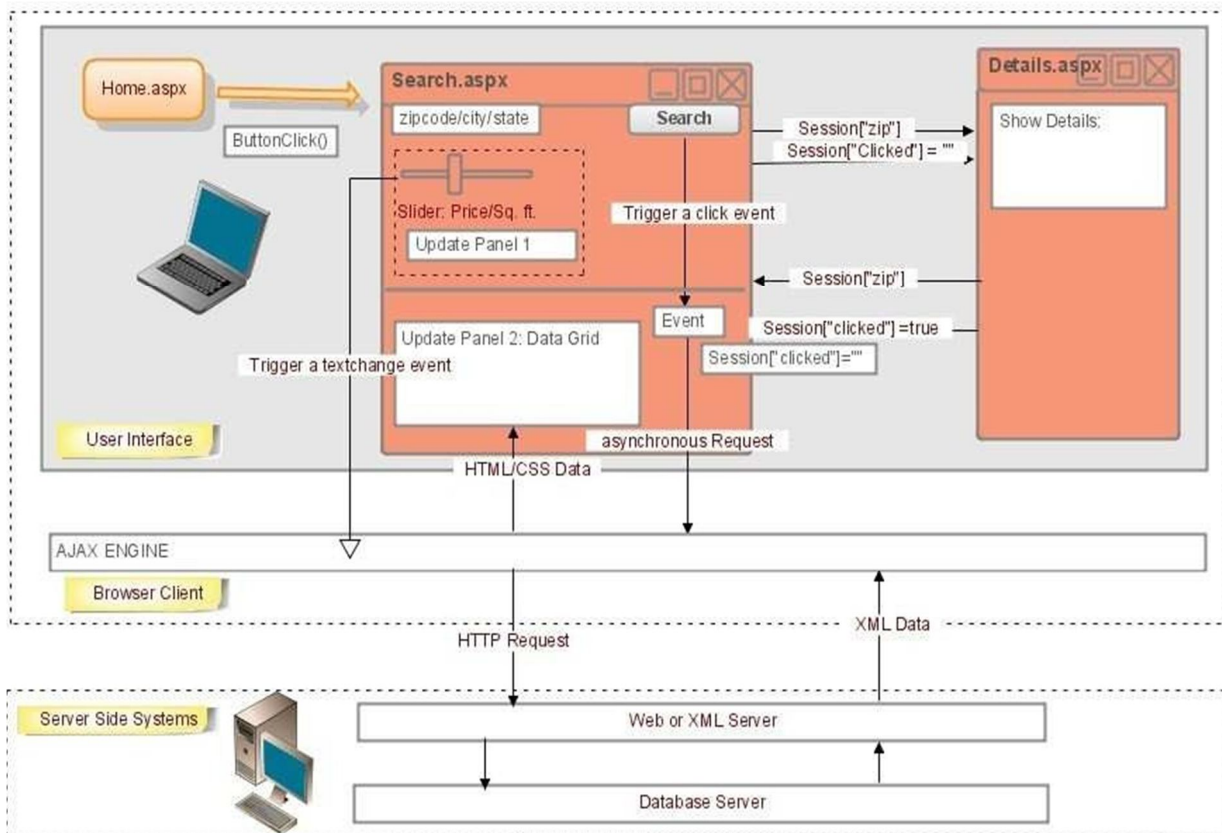 Home.aspx
ButtonClick()
Search.aspx
zipcode/city/state
Search
Slider: Price/Sq. ft.
Update Panel 1
Trigger a click event
Event
Session["clicked"]=""
Update Panel 2: Data Grid
Trigger a textchange event
Session["zip"]
Session["Clicked"] = ""
Session["zip"]
Session["clicked"] =true
Details.aspx
Show Details:
User Interface
asynchronous Request
HTML/CSS Data
AJAX ENGINE
Browser Client
HTTP Request
XML Data
Server Side Systems
Web or XML Server
Database Server